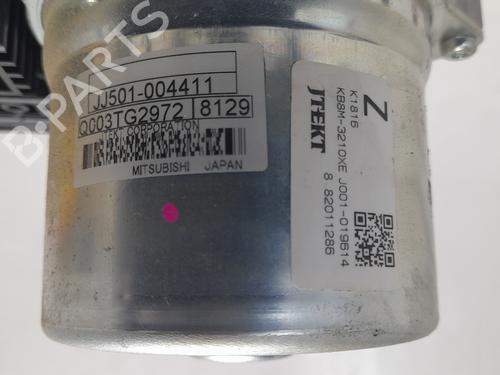 B-PARTS
JJ501-004411
Q003TG2972 8129
JTEKT CORPORATION
MITSUBISHI JAPAN
Z
K1816
KB8M-3210XE J001-019614
JTEKT
8 82011286